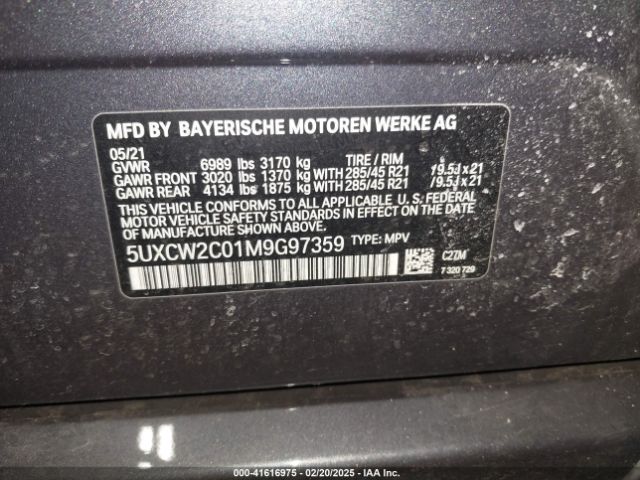 MFD BY BAYERISCHE MOTOREN WERKE AG
05/21
GVWR 6989 lbs 3170 kg TIRE / RIM
GAWR FRONT 3020 lbs 1370 kg WITH 285/45 R21 / 9.5J x 21
GAWR REAR 4134 lbs 1875 kg WITH 285/45 R21 / 9.5J x 21
THIS VEHICLE CONFORMS TO ALL APPLICABLE U.S. FEDERAL
MOTOR VEHICLE SAFETY STANDARDS IN EFFECT ON THE DATE
OF MANUFACTURE SHOWN ABOVE.
5UXCW2C01M9G97359 TYPE: MPV
C27M
7 320 729
000-41616975 - 02/20/2025 - IAA Inc.